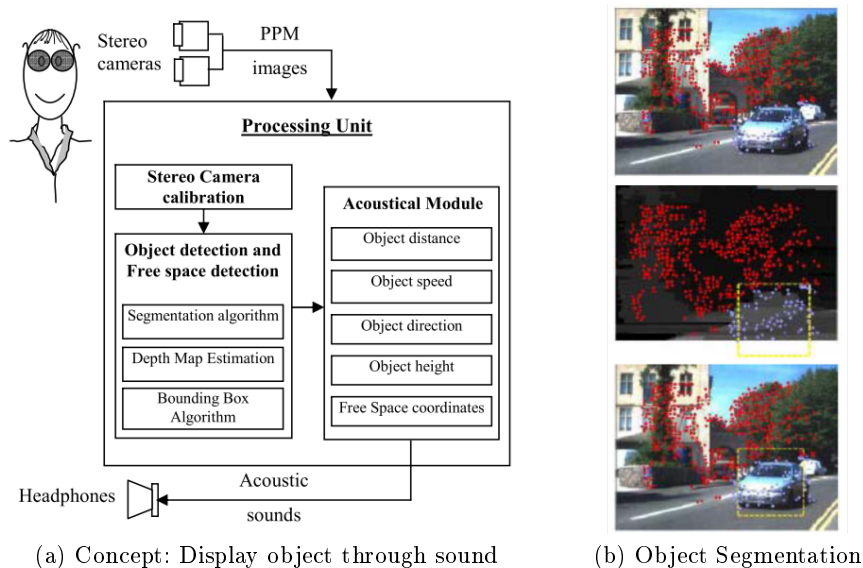 Stereo
cameras
PPM
images
Processing Unit
Stereo Camera
calibration
Object detection and
Free space detection
Segmentation algorithm
Depth Map Estimation
Bounding Box
Algorithm
Acoustical Module
Object distance
Object speed
Object direction
Object height
Free Space coordinates
Headphones
Acoustic
sounds
(a) Concept: Display object through sound
(b) Object Segmentation